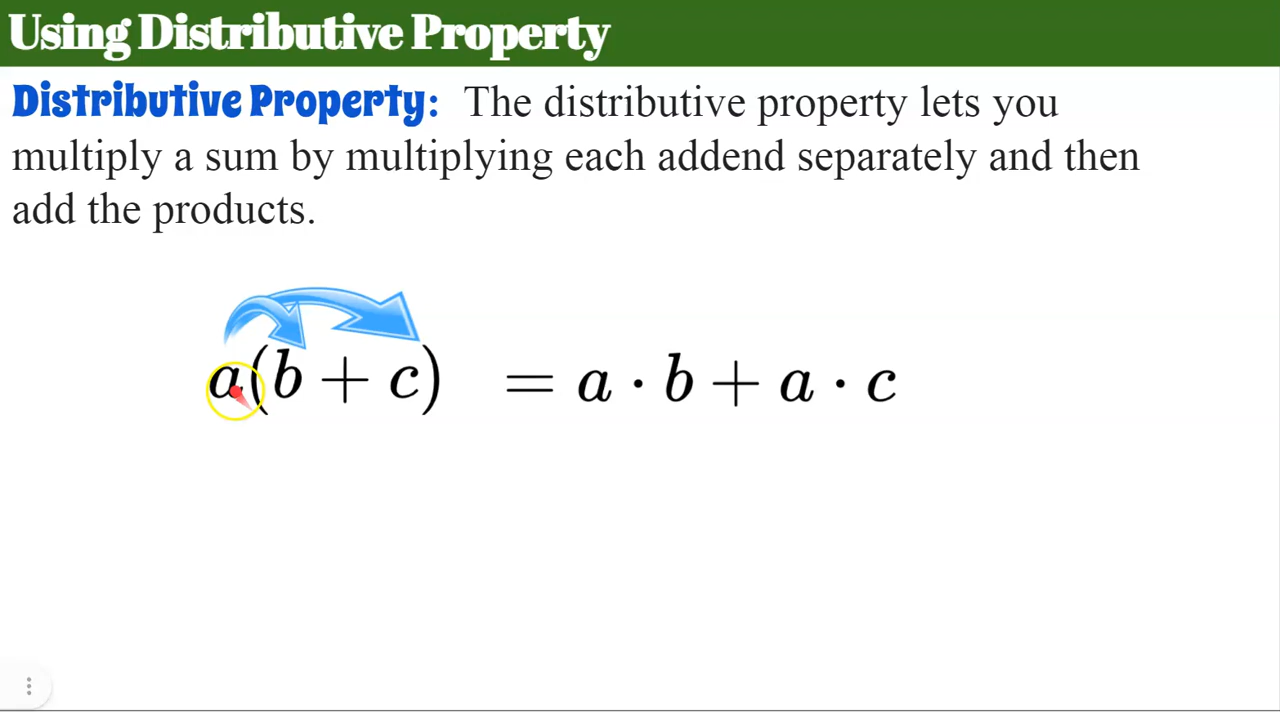 Using Distributive Property
Distributive Property: The distributive property lets you
multiply a sum by multiplying each addend separately and then
add the products.
a(b + c) = a · b + a · c